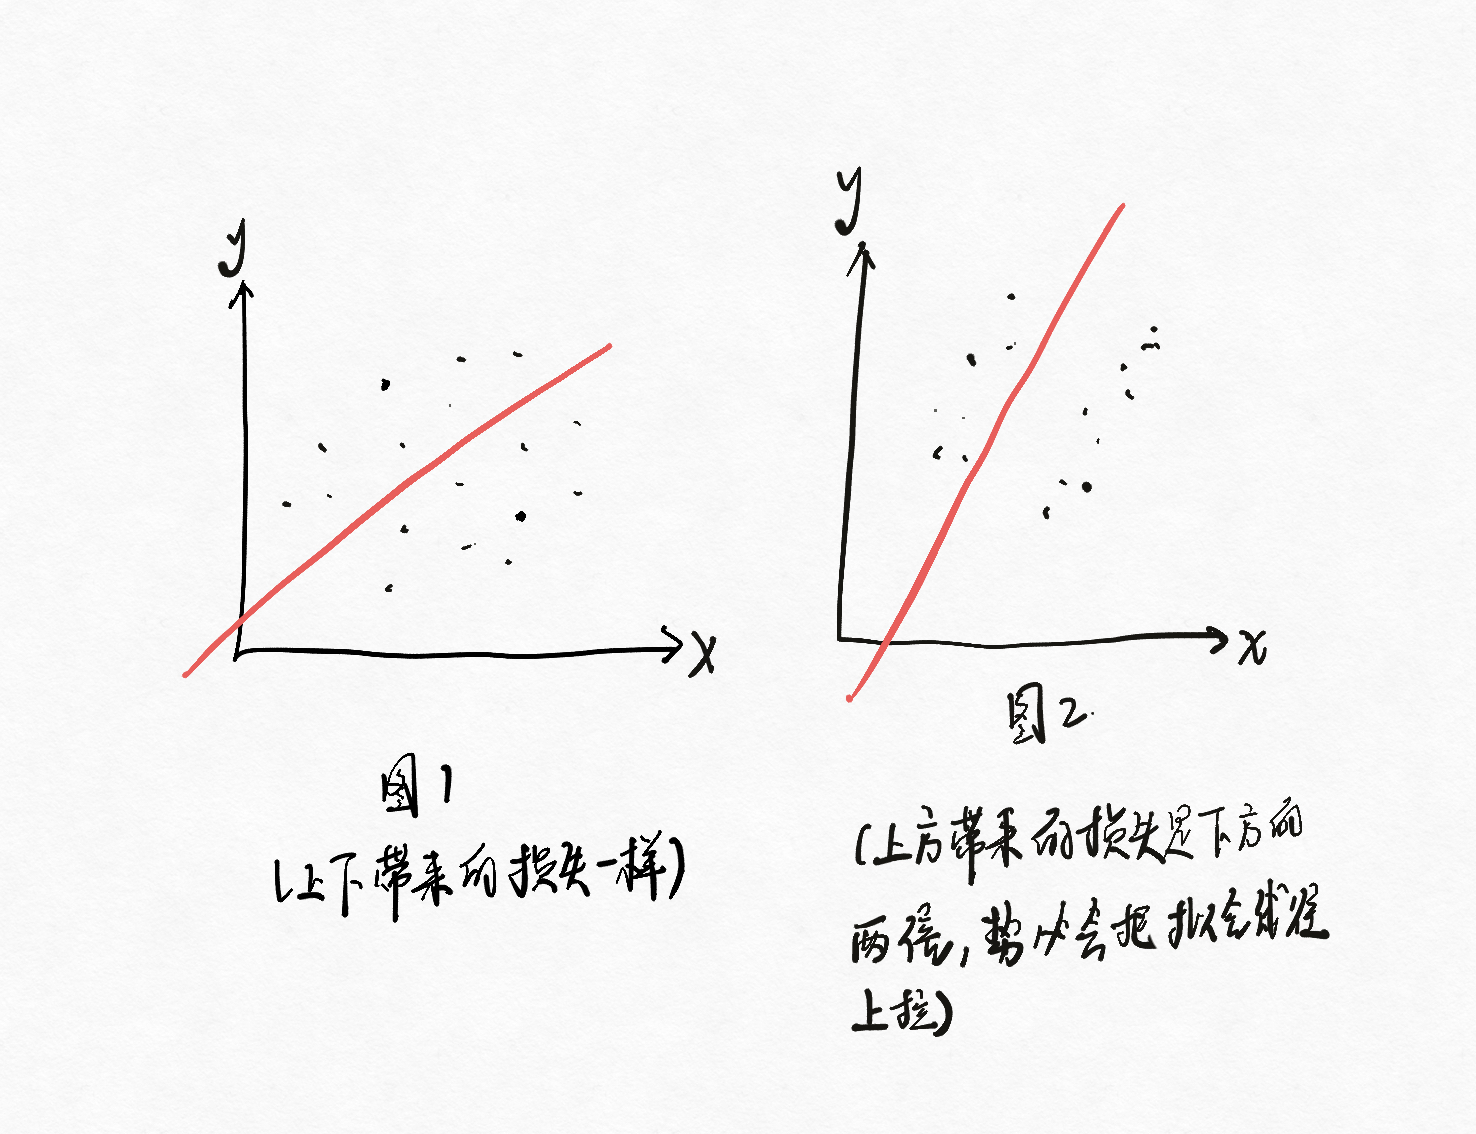 y
x
图1
(上下带来的损失一样)
y
x
图2
(上方带来的损失是下方的
两倍,势必会把拟合线往
上拉)